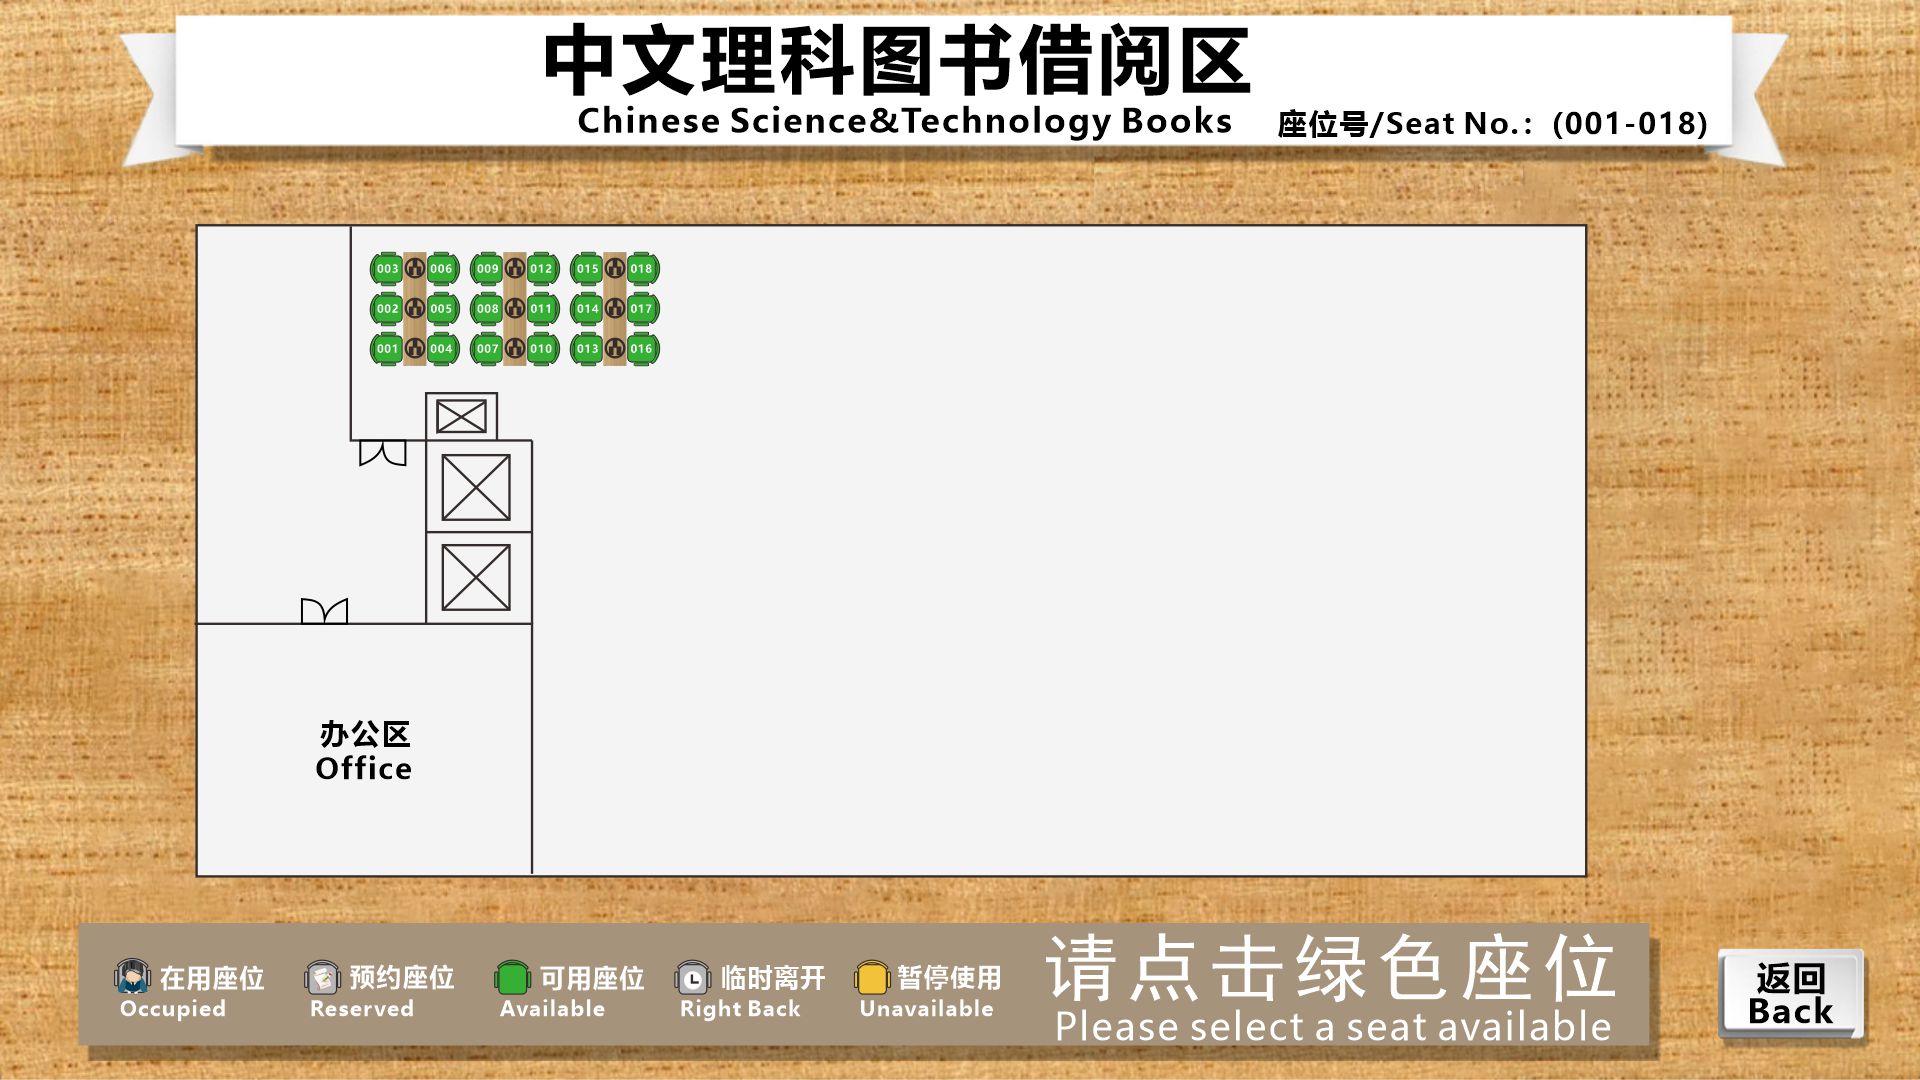 中文理科图书借阅区
Chinese Science&Technology Books
座位号/Seat No.：(001-018)
003 006 009 012 015 018
002 005 008 011 014 017
001 004 007 010 013 016
办公区
Office
在用座位
Occupied
预约座位
Reserved
可用座位
Available
临时离开
Right Back
暂停使用
Unavailable
请点击绿色座位
Please select a seat available
返回
Back